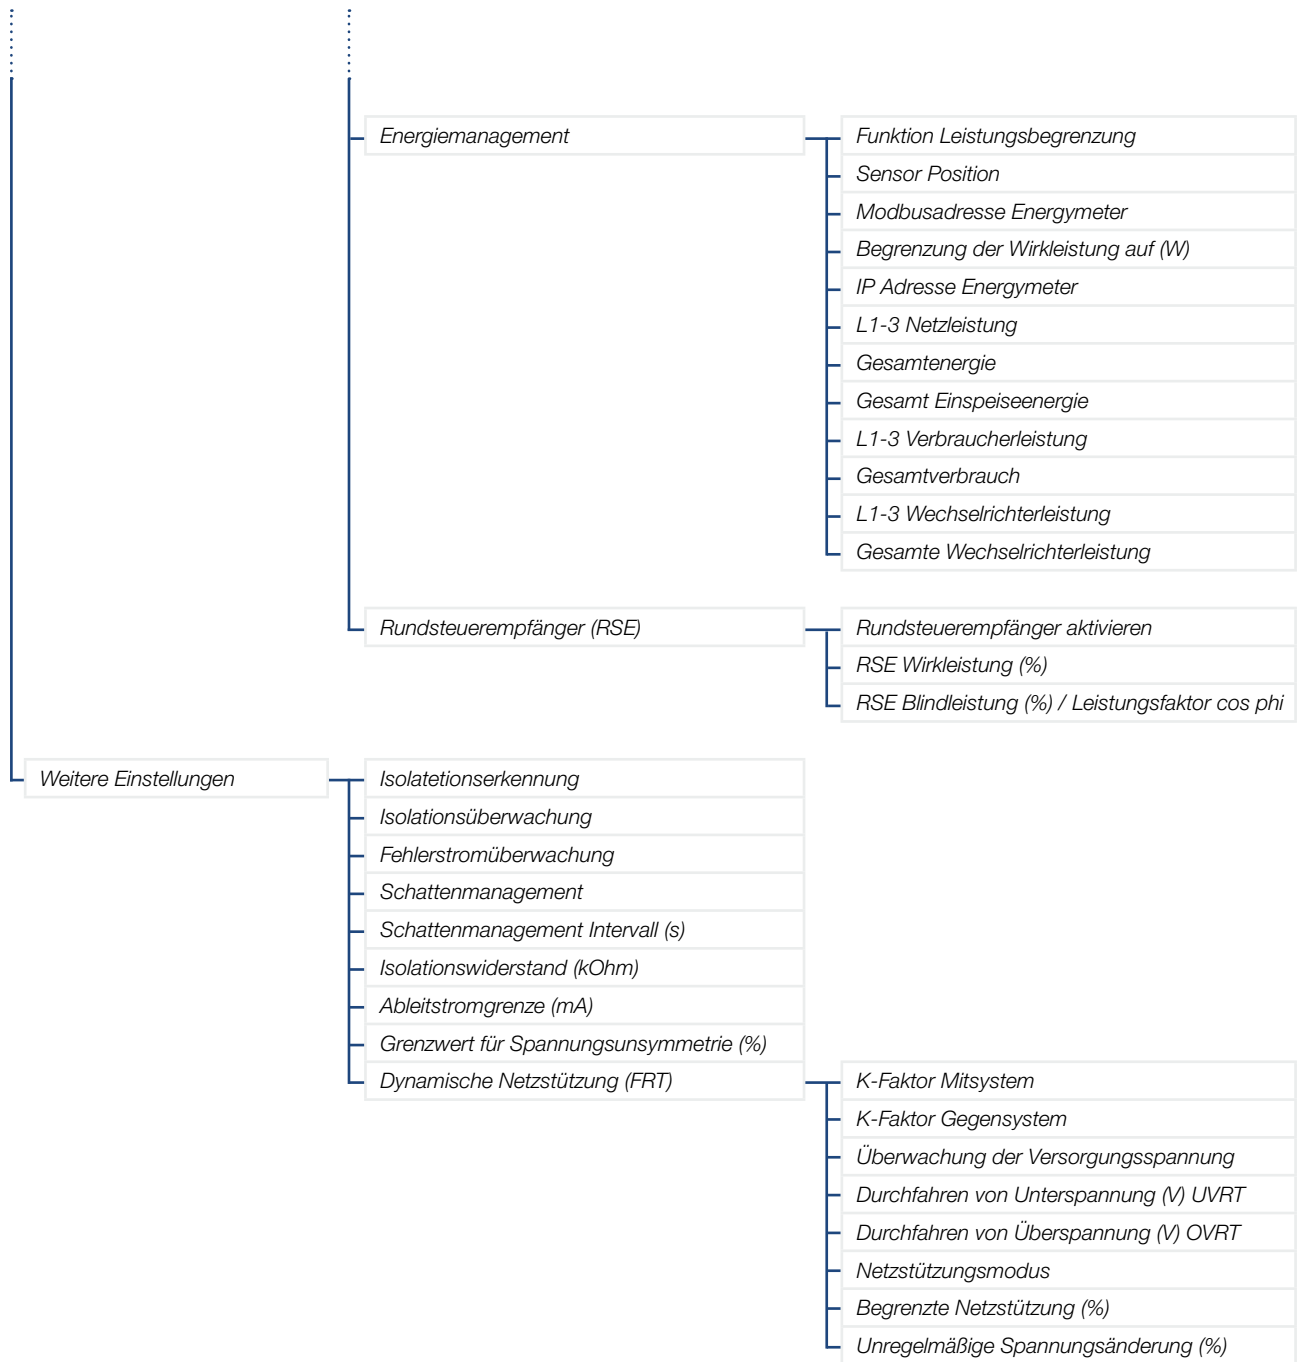 Energiemanagement
Funktion Leistungsbegrenzung
Sensor Position
Modbusadresse Energymeter
Begrenzung der Wirkleistung auf (W)
IP Adresse Energymeter
L1-3 Netzleistung
Gesamtenergie
Gesamt Einspeiseenergie
L1-3 Verbraucherleistung
Gesamtverbrauch
L1-3 Wechselrichterleistung
Gesamte Wechselrichterleistung
Rundsteuerempfänger (RSE)
Rundsteuerempfänger aktivieren
RSE Wirkleistung (%)
RSE Blindleistung (%) / Leistungsfaktor cos phi
Weitere Einstellungen
Isolatetionserkennung
Isolationsüberwachung
Fehlerstromüberwachung
Schattenmanagement
Schattenmanagement Intervall (s)
Isolationswiderstand (kOhm)
Ableitstromgrenze (mA)
Grenzwert für Spannungsunsymmetrie (%)
Dynamische Netzstützung (FRT)
K-Faktor Mitsystem
K-Faktor Gegensystem
Überwachung der Versorgungsspannung
Durchfahren von Unterspannung (V) UVRT
Durchfahren von Überspannung (V) OVRT
Netzstützungsmodus
Begrenzte Netzstützung (%)
Unregelmäßige Spannungsänderung (%)